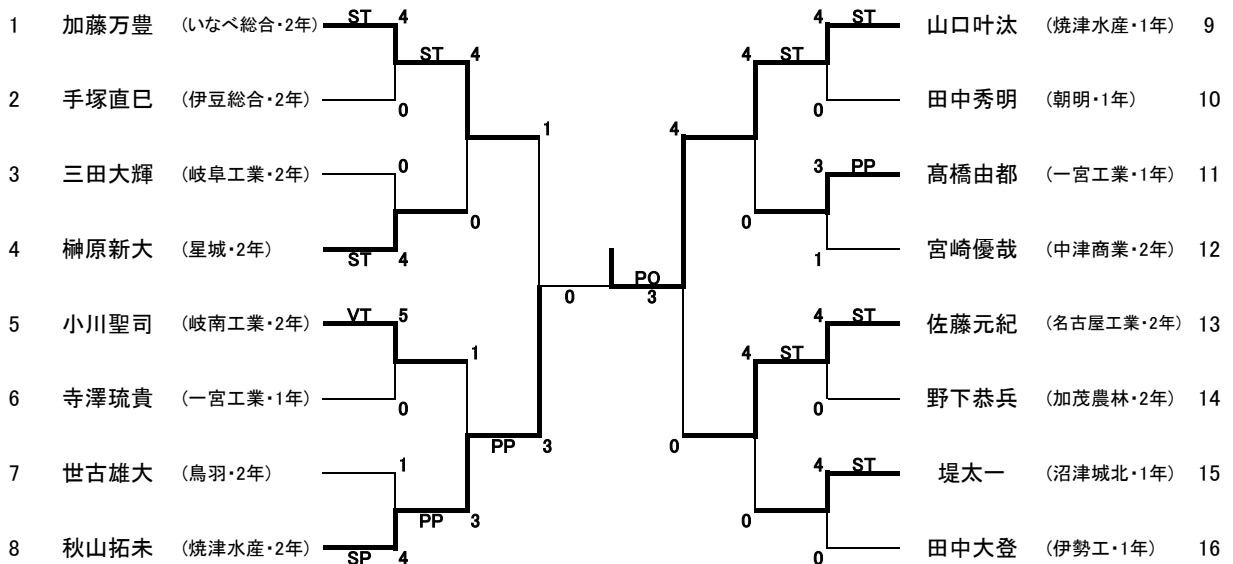 ST 4 4 ST
1 加藤万豊 (いなべ総合・2年) 山口叶汰 (焼津水産・1年) 9
ST 4 4 ST
2 手塚直巳 (伊豆総合・2年) 田中秀明 (朝明・1年) 10
0 0
1 4
0 3 PP
3 三田大輝 (岐阜工業・2年) 髙橋由都 (一宮工業・1年) 11
0 0
4 榊原新大 (星城・2年) 宮崎優哉 (中津商業・2年) 12
ST 4 1
PO
0 3
VT 5 4 ST
5 小川聖司 (岐南工業・2年) 佐藤元紀 (名古屋工業・2年) 13
1 4 ST
6 寺澤琉貴 (一宮工業・1年) 野下恭兵 (加茂農林・2年) 14
0 0
PP 3 0
1 4 ST
7 世古雄大 (鳥羽・2年) 堤太一 (沼津城北・1年) 15
PP 3 0
8 秋山拓未 (焼津水産・2年) 田中大登 (伊勢工・1年) 16
SP 4 0